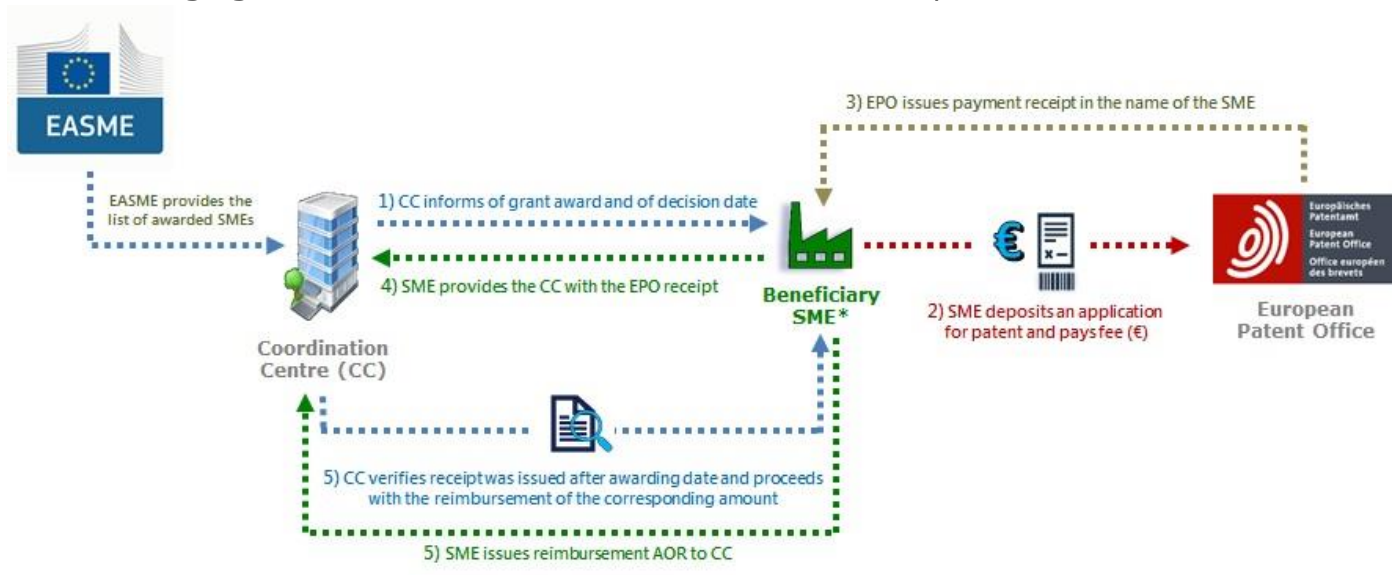 EASME
EASME provides the
list of awarded SMEs
1) CC informs of grant award and of decision date
3) EPO issues payment receipt in the name of the SME
4) SME provides the CC with the EPO receipt
Coordination
Centre (CC)
Beneficiary
SME*
€
2) SME deposits an application
for patent and pays fee (€)
Europäisches
Patentamt
European
Patent Office
Office européen
des brevets
European
Patent Office
5) CC verifies receipt was issued after awarding date and proceeds
with the reimbursement of the corresponding amount
5) SME issues reimbursement AOR to CC